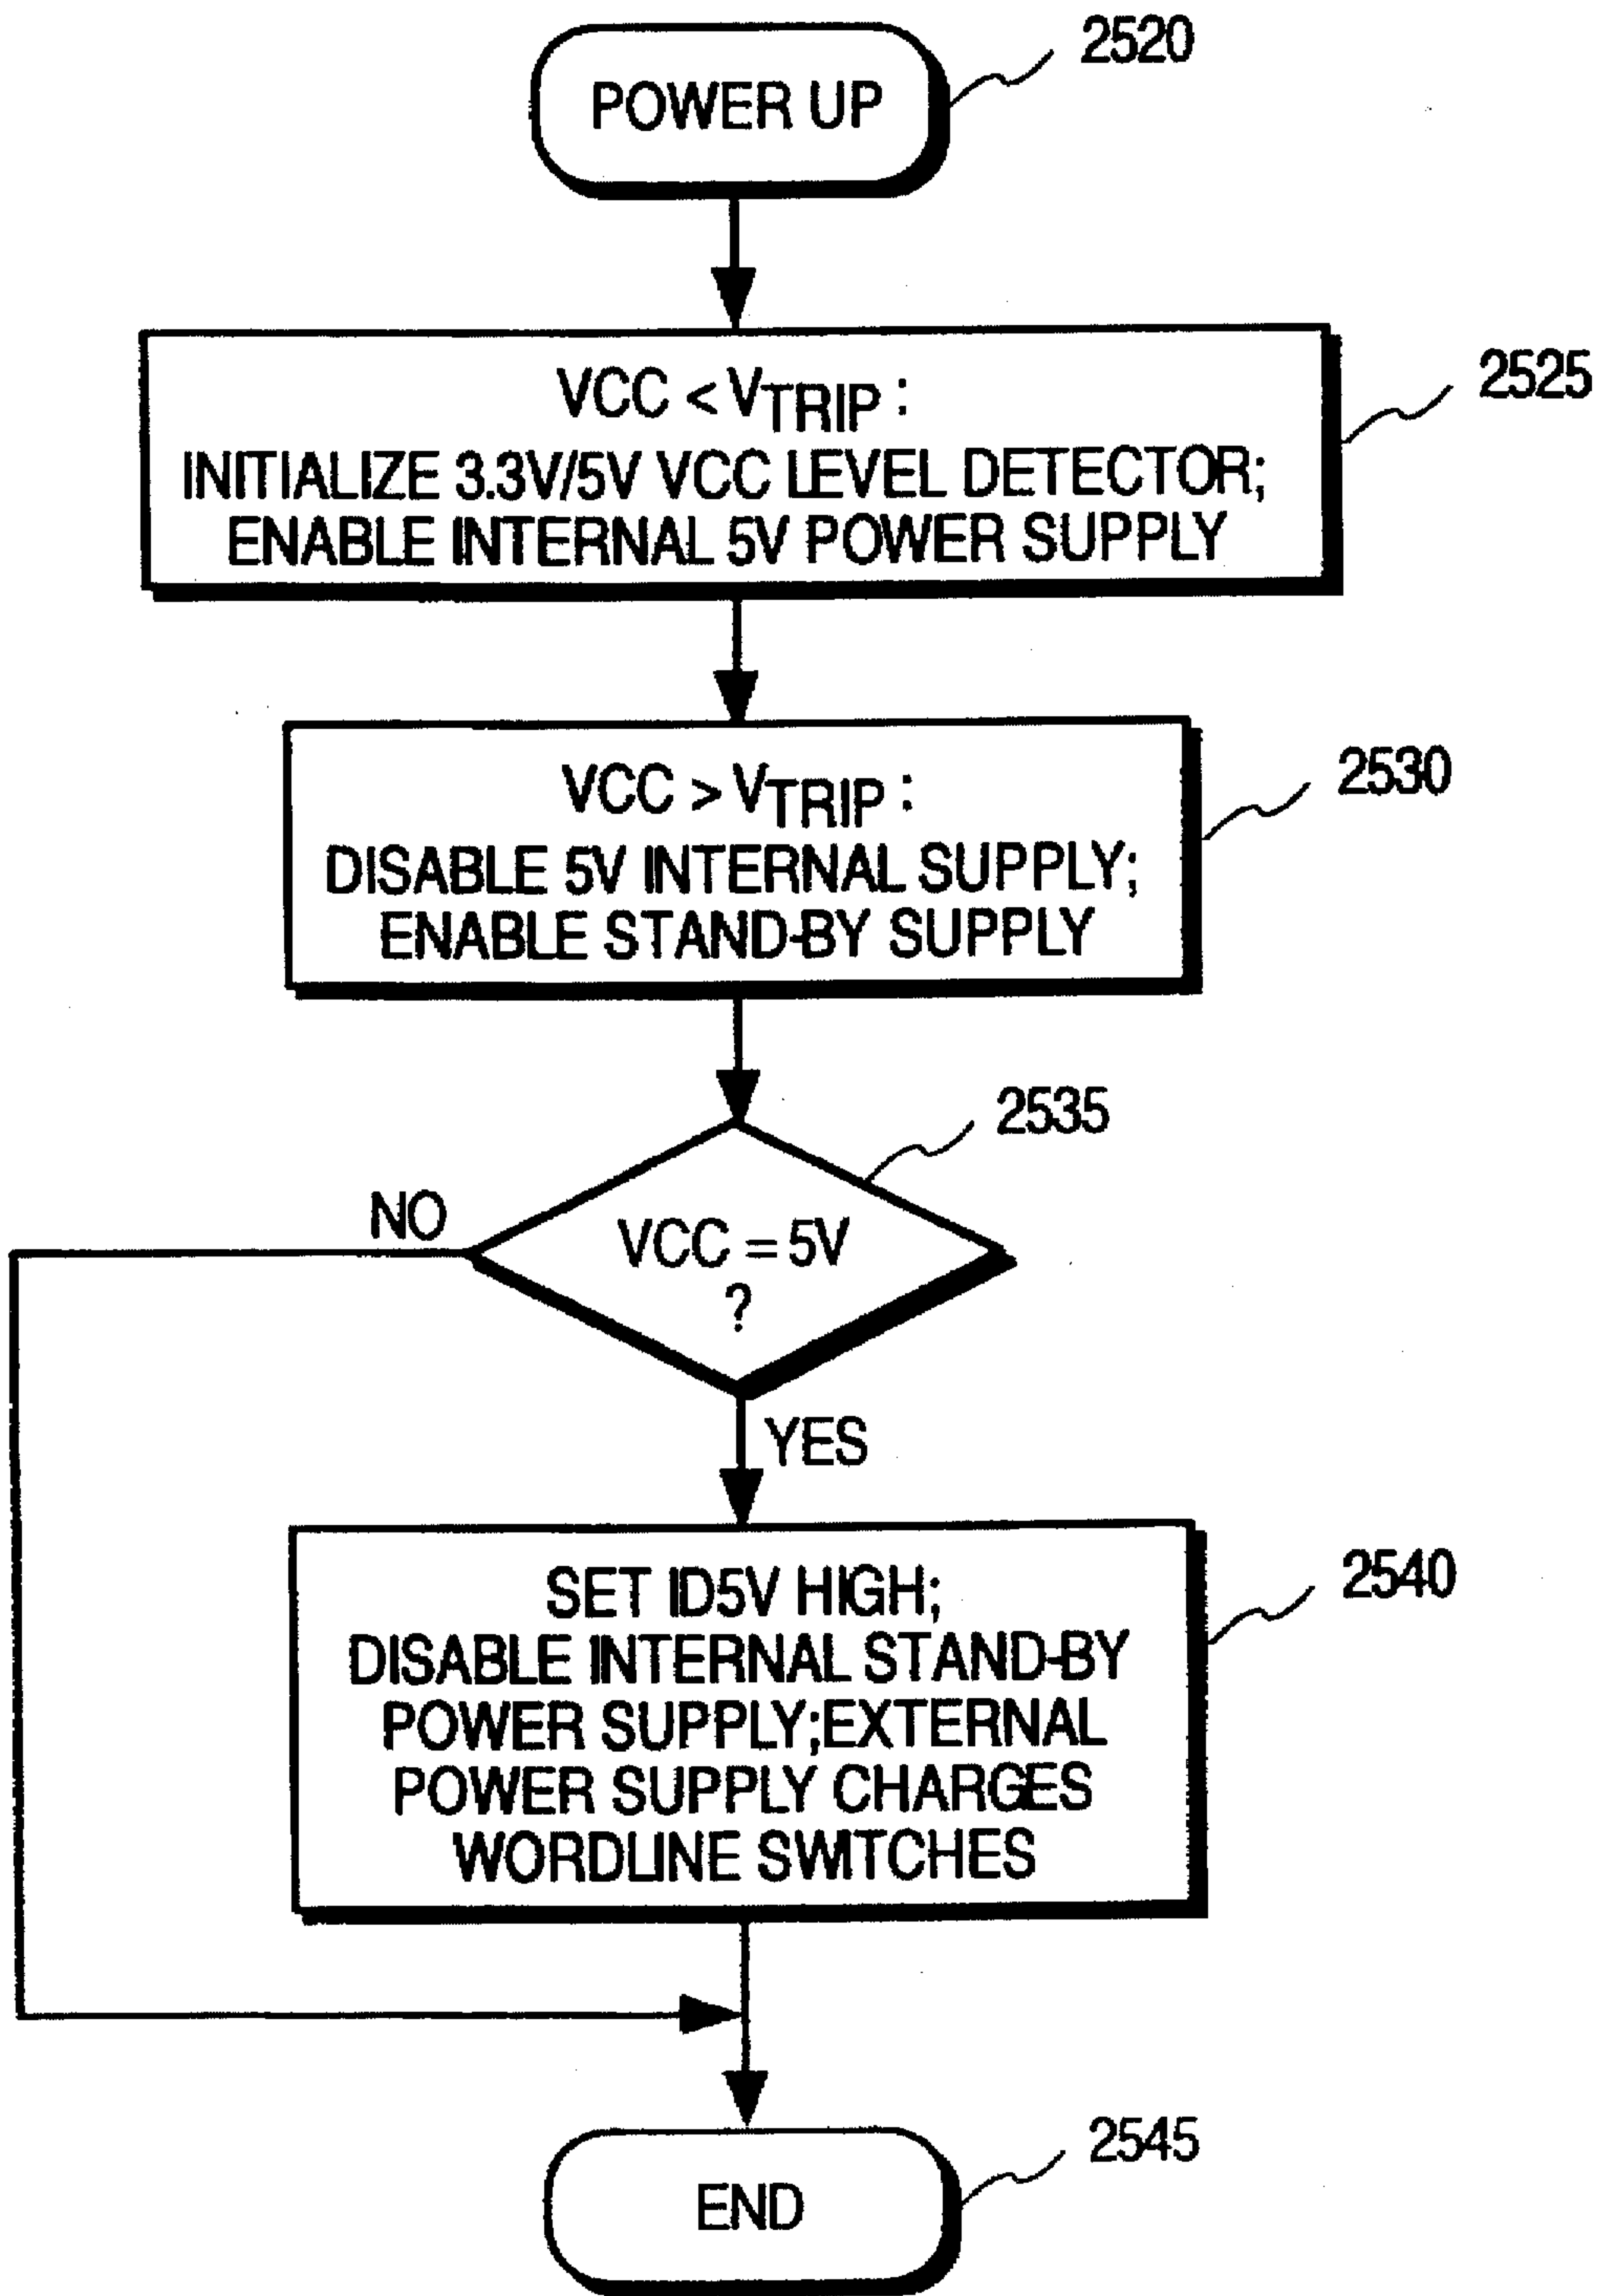 POWER UP
2520
VCC < VTRIP :
INITIALIZE 3.3V/5V VCC LEVEL DETECTOR;
ENABLE INTERNAL 5V POWER SUPPLY
2525
VCC > VTRIP :
DISABLE 5V INTERNAL SUPPLY;
ENABLE STAND-BY SUPPLY
2530
VCC = 5V
?
2535
NO
YES
SET ID5V HIGH;
DISABLE INTERNAL STAND-BY
POWER SUPPLY;EXTERNAL
POWER SUPPLY CHARGES
WORDLINE SWITCHES
2540
END
2545